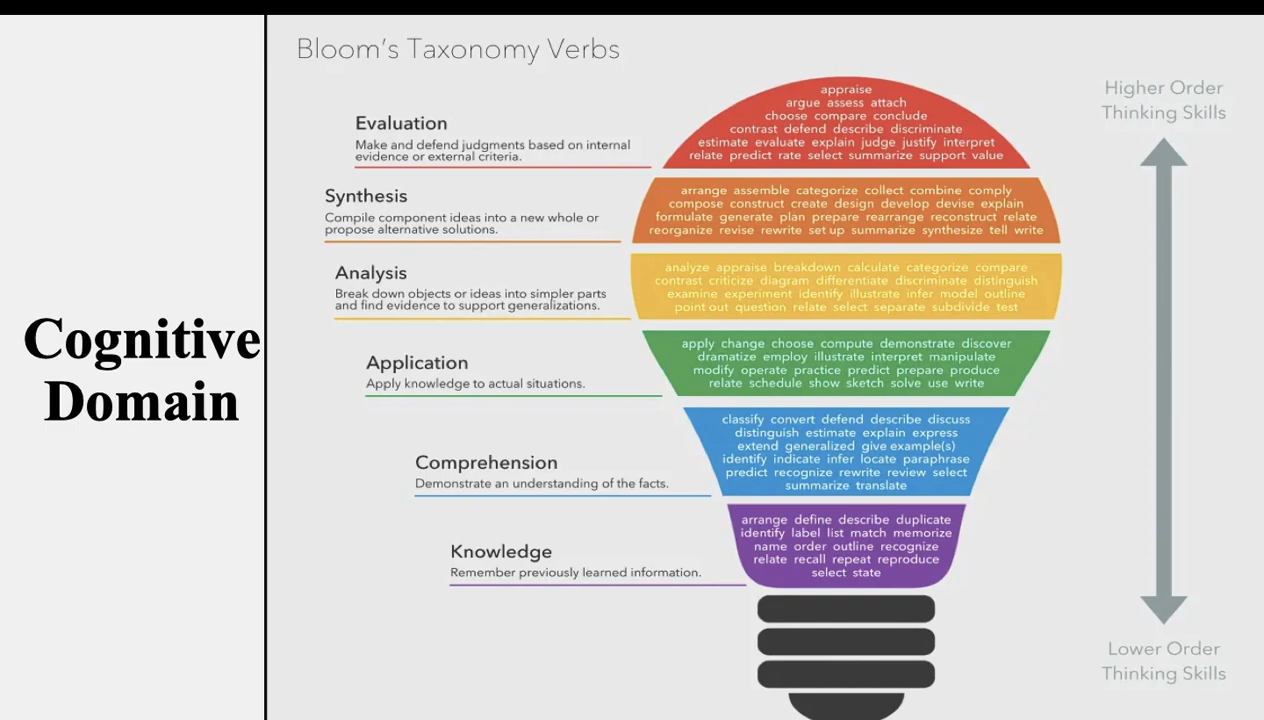 Cognitive
Domain
Bloom's Taxonomy Verbs
Evaluation
Make and defend judgments based on internal
evidence or external criteria.
Synthesis
Compile component ideas into a new whole or
propose alternative solutions.
Analysis
Break down objects or ideas into simpler parts
and find evidence to support generalizations.
Application
Apply knowledge to actual situations.
Comprehension
Demonstrate an understanding of the facts.
Knowledge
Remember previously learned information.
appraise
argue assess attach
choose compare conclude
contrast defend describe discriminate
estimate evaluate explain judge justify interpret
relate predict rate select summarize support value
arrange assemble categorize collect combine comply
compose construct create design develop devise explain
formulate generate plan prepare rearrange reconstruct relate
reorganize revise rewrite set up summarize synthesize tell write
analyze appraise breakdown calculate categorize compare
contrast criticize diagram differentiate discriminate distinguish
examine experiment identify illustrate infer model outline
point out question relate select separate subdivide test
apply change choose compute demonstrate discover
dramatize employ illustrate interpret manipulate
modify operate practice predict prepare produce
relate schedule show sketch solve use write
classify convert defend describe discuss
distinguish estimate explain express
extend generalized give example(s)
identify indicate infer locate paraphrase
predict recognize rewrite review select
summarize translate
arrange define describe duplicate
identify label list match memorize
name order outline recognize
relate recall repeat reproduce
select state
Higher Order
Thinking Skills
Lower Order
Thinking Skills